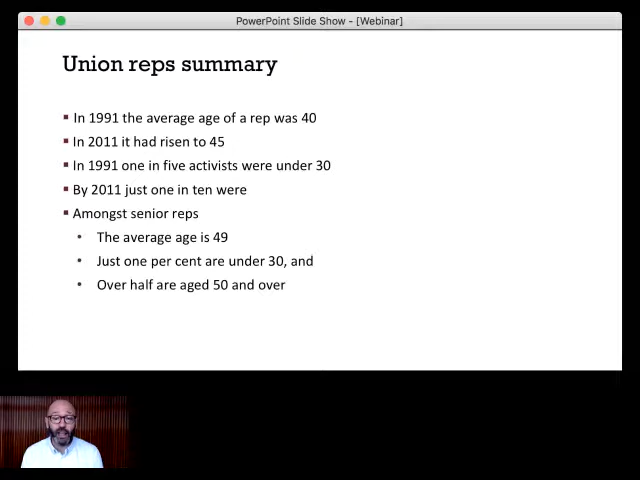 PowerPoint Slide Show - [Webinar]
Union reps summary
▪ In 1991 the average age of a rep was 40
▪ In 2011 it had risen to 45
▪ In 1991 one in five activists were under 30
▪ By 2011 just one in ten were
▪ Amongst senior reps
• The average age is 49
• Just one per cent are under 30, and
• Over half are aged 50 and over